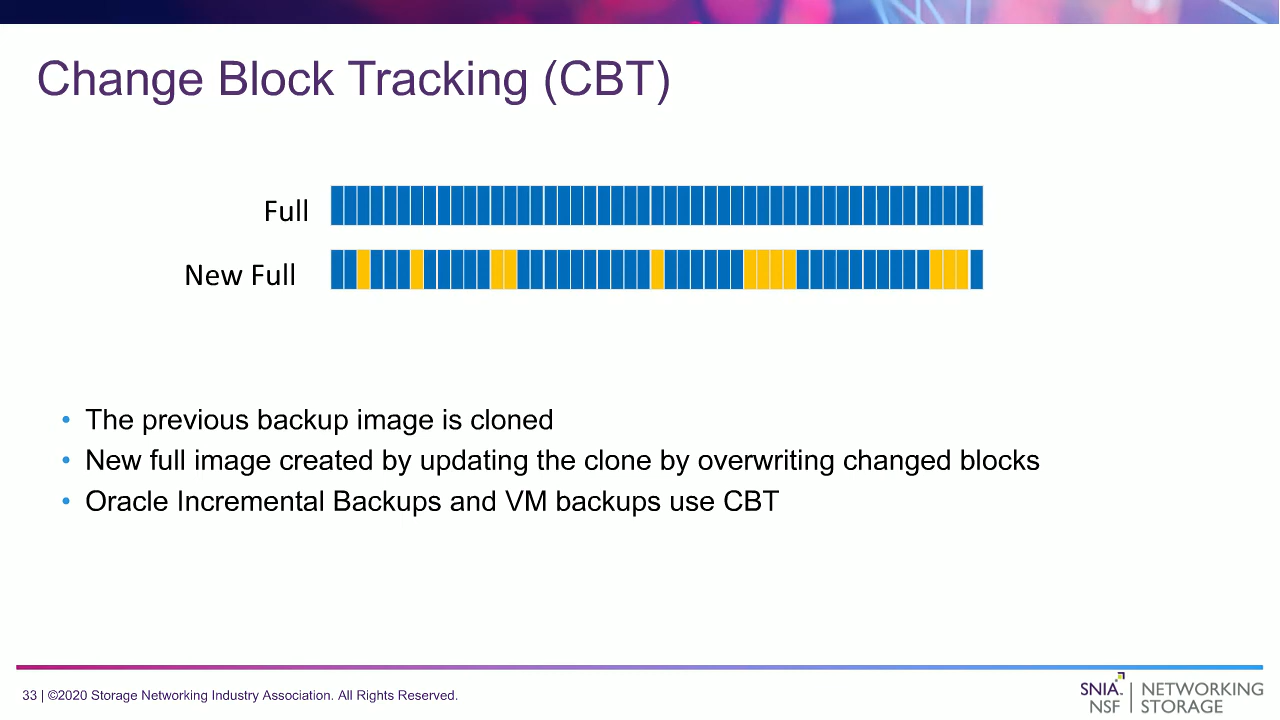 Change Block Tracking (CBT)
Full
New Full
• The previous backup image is cloned
• New full image created by updating the clone by overwriting changed blocks
• Oracle Incremental Backups and VM backups use CBT
33 | ©2020 Storage Networking Industry Association. All Rights Reserved.
SNIA. | NETWORKING
NSF | STORAGE